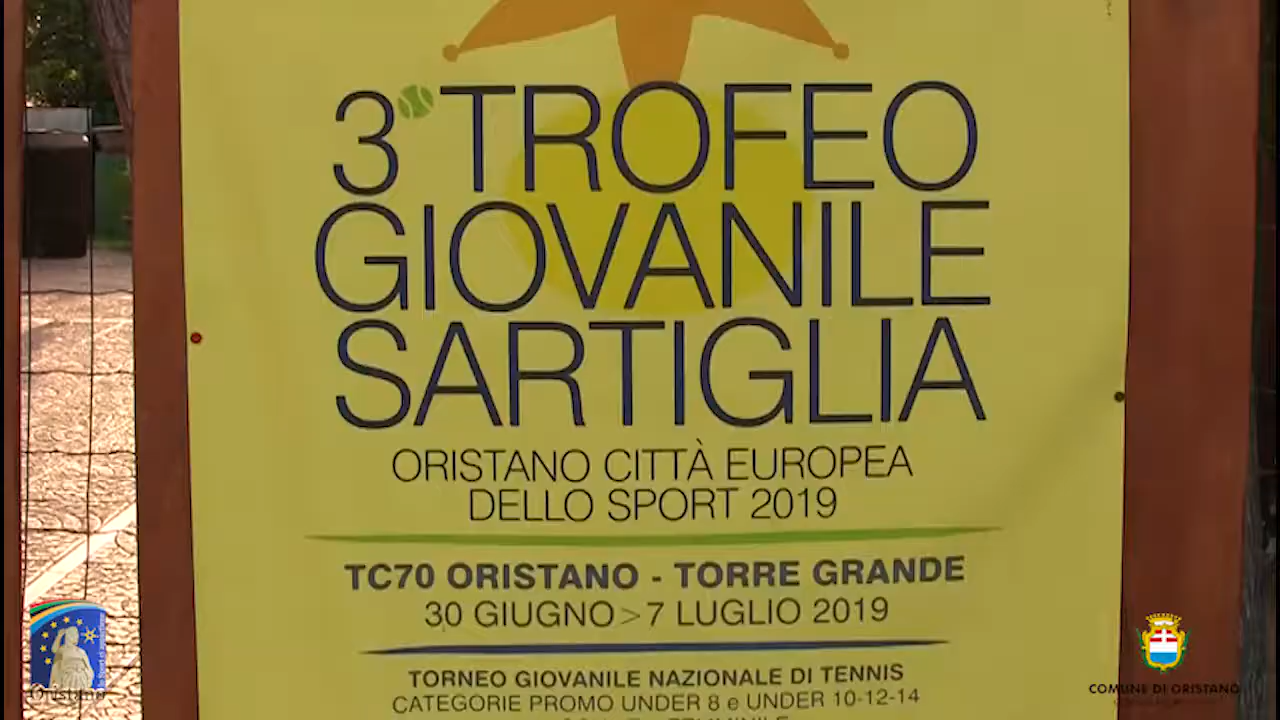 3° TROFEO
GIOVANILE
SARTIGLIA
ORISTANO CITTÀ EUROPEA
DELLO SPORT 2019
TC70 ORISTANO - TORRE GRANDE
30 GIUGNO > 7 LUGLIO 2019
TORNEO GIOVANILE NAZIONALE DI TENNIS
CATEGORIE PROMO UNDER 8 e UNDER 10-12-14
Oristano
COMUNE DI ORISTANO